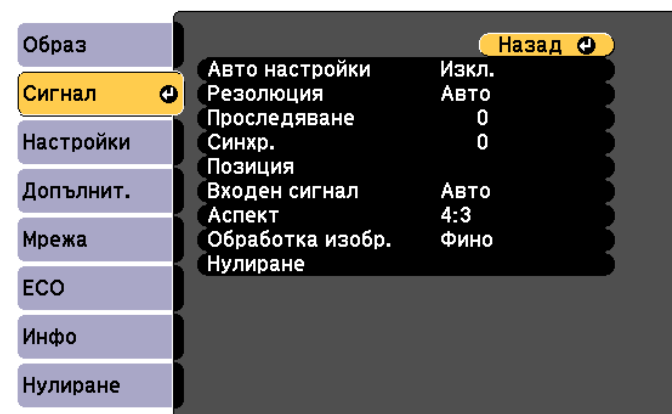 Образ
Сигнал
Настройки
Допълнит.
Мрежа
ECO
Инфо
Нулиране
Назад
Авто настройки Изкл.
Резолюция Авто
Проследяване 0
Синхр. 0
Позиция
Входен сигнал Авто
Аспект 4:3
Обработка изобр. Фино
Нулиране